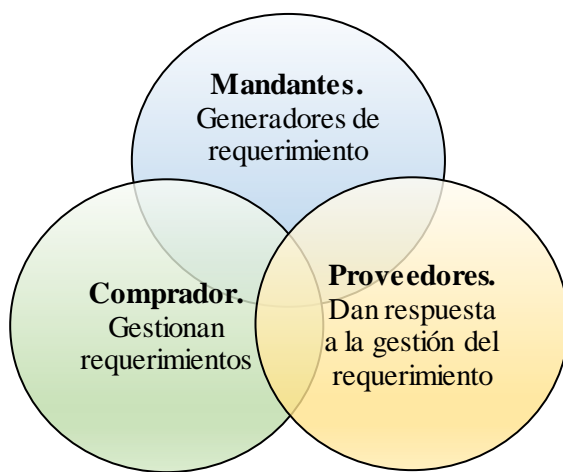 Mandantes.
Generadores de
requerimiento
Comprador.
Gestionan
requerimientos
Proveedores.
Dan respuesta
a la gestión del
requerimiento